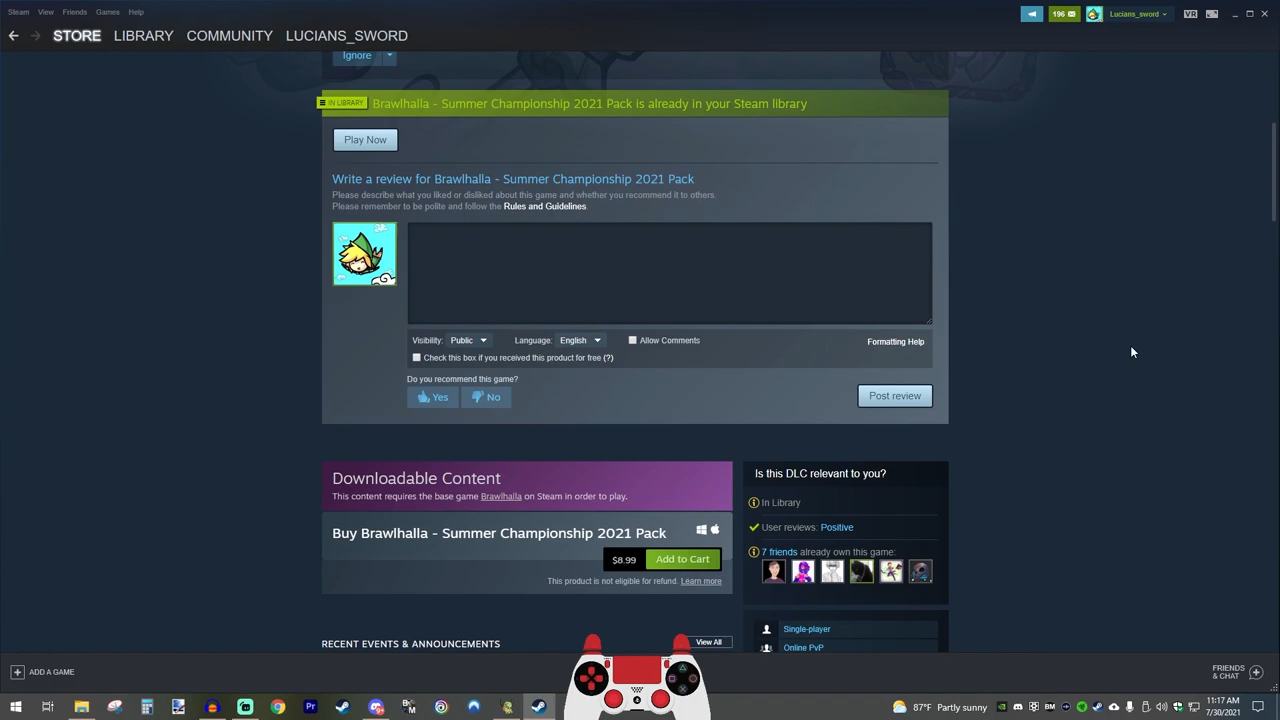 Steam View Friends Games Help
196 Lucians_sword VR
STORE LIBRARY COMMUNITY LUCIANS_SWORD
Ignore
IN LIBRARY Brawlhalla - Summer Championship 2021 Pack is already in your Steam library
Play Now
Write a review for Brawlhalla - Summer Championship 2021 Pack
Please describe what you liked or disliked about this game and whether you recommend it to others.
Please remember to be polite and follow the Rules and Guidelines.
Visibility: Public Language: English Allow Comments Formatting Help
Check this box if you received this product for free (?)
Do you recommend this game?
Yes No Post review
Downloadable Content
This content requires the base game Brawlhalla on Steam in order to play.
Buy Brawlhalla - Summer Championship 2021 Pack
$8.99 Add to Cart
This product is not eligible for refund. Learn more
Is this DLC relevant to you?
In Library
User reviews: Positive
7 friends already own this game:
Single-player
Online PvP
RECENT EVENTS & ANNOUNCEMENTS View All
ADD A GAME
FRIENDS
& CHAT
Pr
87°F Partly sunny
11:17 AM
7/30/2021